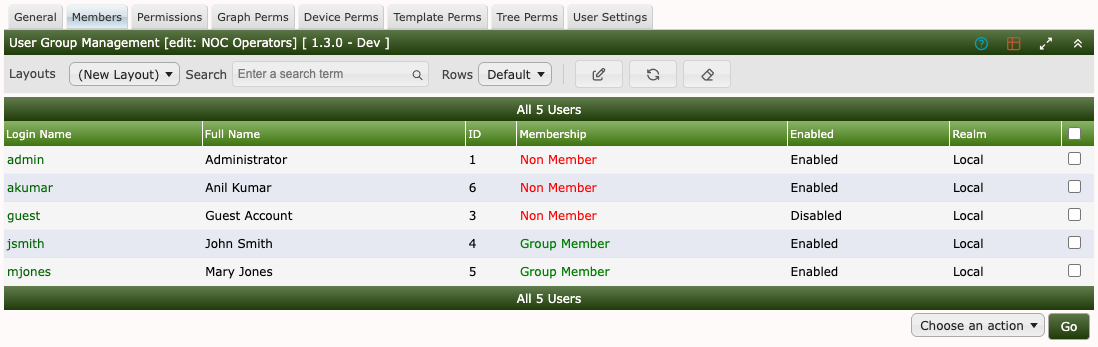 General Members Permissions Graph Perms Device Perms Template Perms Tree Perms User Settings
User Group Management [edit: NOC Operators] [ 1.3.0 - Dev ]
Layouts (New Layout) Search Enter a search term Rows Default
All 5 Users
Login Name Full Name ID Membership Enabled Realm
admin Administrator 1 Non Member Enabled Local
akumar Anil Kumar 6 Non Member Enabled Local
guest Guest Account 3 Non Member Disabled Local
jsmith John Smith 4 Group Member Enabled Local
mjones Mary Jones 5 Group Member Enabled Local
All 5 Users
Choose an action Go